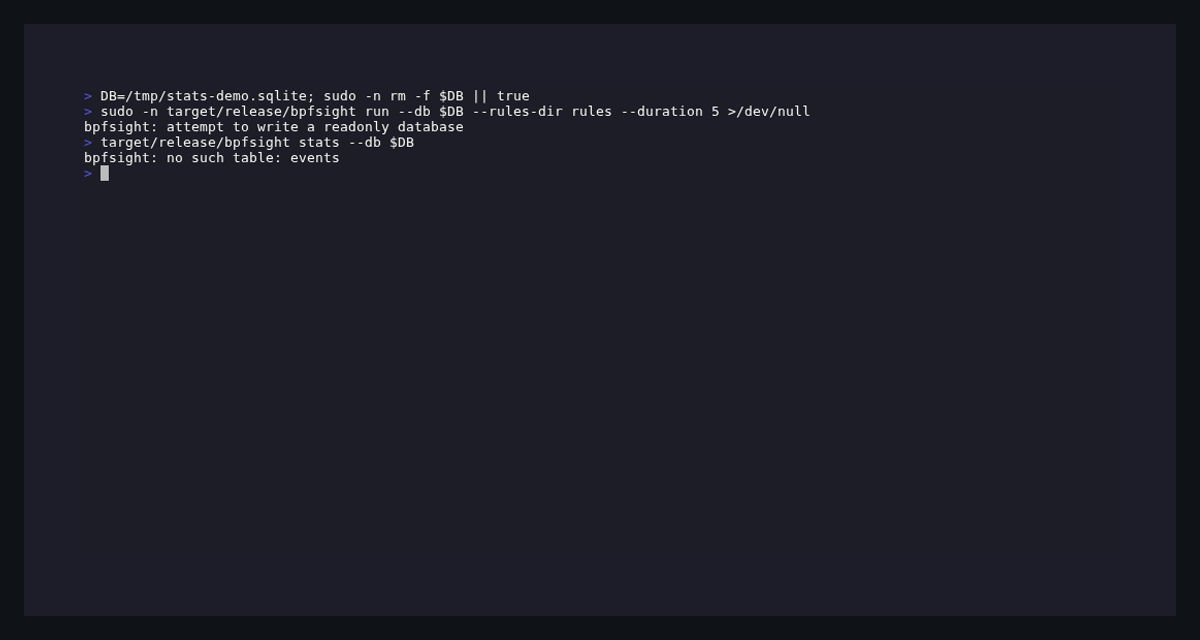 > DB=/tmp/stats-demo.sqlite; sudo -n rm -f $DB || true
> sudo -n target/release/bpfsight run --db $DB --rules-dir rules --duration 5 >/dev/null
bpfsight: attempt to write a readonly database
> target/release/bpfsight stats --db $DB
bpfsight: no such table: events
>